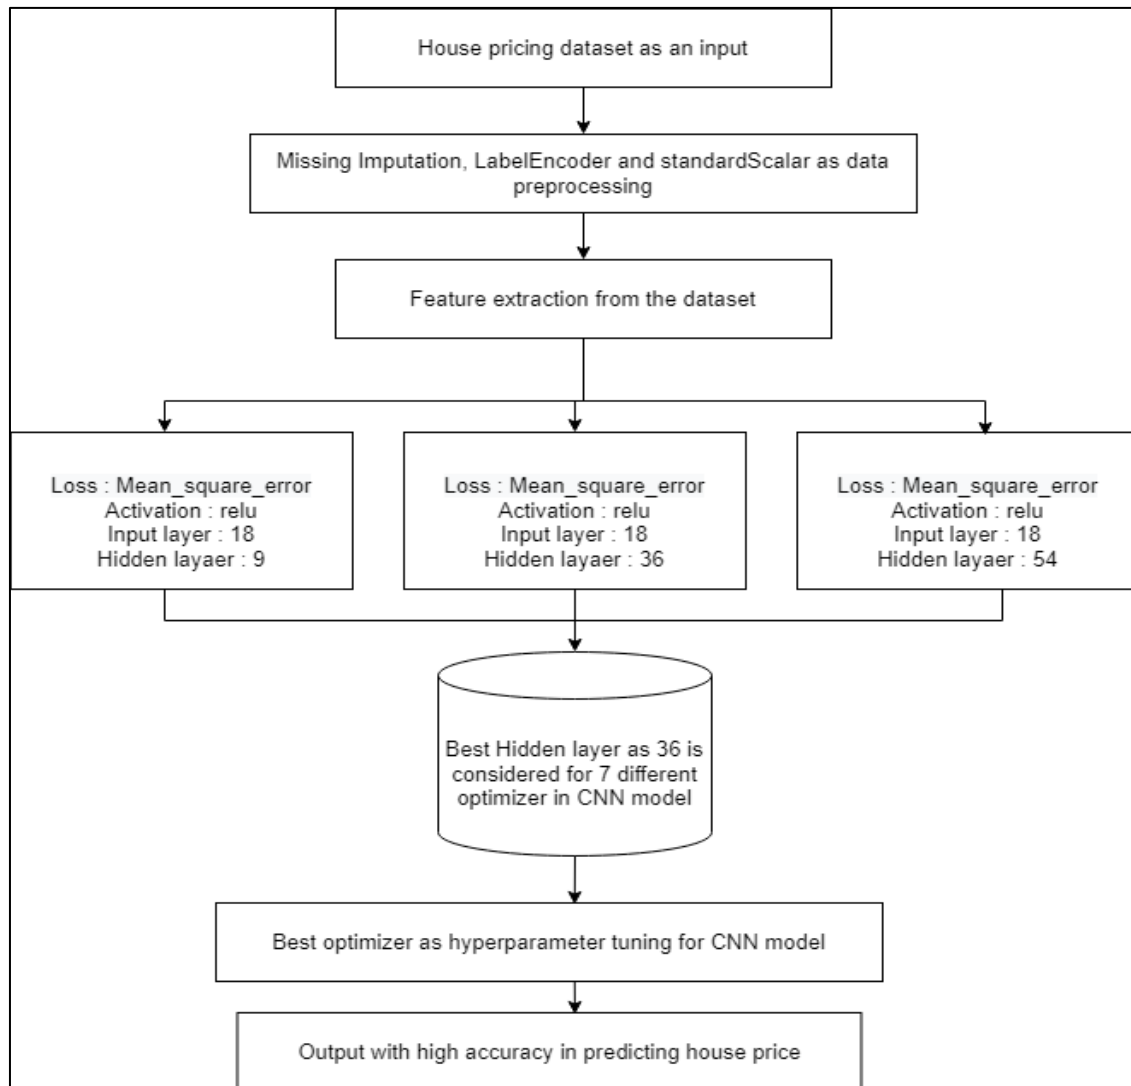 House pricing dataset as an input
Missing Imputation, LabelEncoder and standardScalar as data
preprocessing
Feature extraction from the dataset
Loss : Mean_square_error
Activation : relu
Input layer : 18
Hidden layaer : 9
Loss : Mean_square_error
Activation : relu
Input layer : 18
Hidden layaer : 36
Loss : Mean_square_error
Activation : relu
Input layer : 18
Hidden layaer : 54
Best Hidden layer as 36 is
considered for 7 different
optimizer in CNN model
Best optimizer as hyperparameter tuning for CNN model
Output with high accuracy in predicting house price